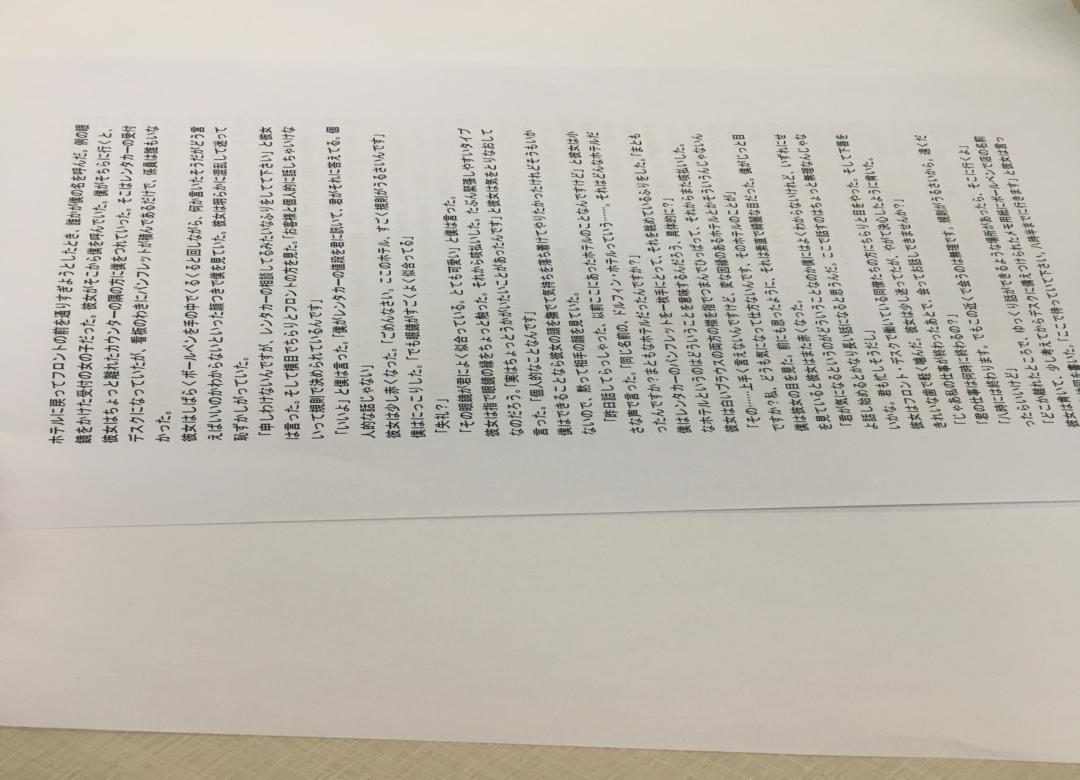 ホテルに戻ってフロントの前を通りすぎようとしたとき、誰かが僕の名を呼んだ。例の眼
鏡をかけた受付の女の子だった。彼女がそこから僕を呼んでいた。僕がそちらに行くと、
彼女はちょっと離れたカウンターの隅の方に僕をつれていった。そこはレンタカーの受付
デスクになっていたが、看板のわきにパンフレットが積んであるだけで、係員は誰もいな
かった。
彼女はしばらくボールペンを手の中でくるくると回しながら、何か言いたそうだがどう言
えばいいのかわからないといった顔つきで僕を見ていた。彼女は明らかに混乱して迷って
恥ずかしがっていた。
「申しわけないんですが、レンタカーの相談してるみたいなふりをしてて下さい」と彼女
は言った。そして横目でちらりとフロントの方を見た。「お客様と個人的に話しちゃいけな
いって規則で決められているんです」
「いいよ」と僕は言った。「僕がレンタカーの値段を君に訊いて、君がそれに答えてる。個
人的な話じゃない」
彼女は少し赤くなった。「ごめんなさい。ここのホテル、すごく規則がうるさいんです」
僕はにっこりした。「でも眼鏡がすごくよく似合ってる」
「失礼?」
「その眼鏡が君によく似合っている。とても可愛い」と僕は言った。
彼女は指で眼鏡の縁をちょっと触った。それから咳払いした。たぶん緊張しやすいタイプ
なのだろう。「実はちょっとうかがいたいことがあったんです」と彼女は気をとりなおして
言った。「個人的なことなんです」
僕はできることなら彼女の頭を撫でて気持を落ち着けてやりたかったけれどそうもいか
ないので、黙って相手の顔を見ていた。
「昨日話してらっしゃった、以前ここにあったホテルのことなんですけど」と彼女は小
さな声で言った。「同じ名前の、ドルフィン・ホテルっていう……。それはどんなホテルだ
ったんですか?まともなホテルだったんですか?」
僕はレンタカーのパンフレットを一枚手にとって、それを眺めているふりをした。「まとも
なホテルというのはどういうことを意味するんだろう、具体的に?」
彼女は白いブラウスの両方の襟を指でつまんでひっぱって、それからまた咳払いした。
「その……上手く言えないんですけど、変な因縁のあるホテルとかそういうんじゃないん
ですか?私、どうも気になって仕方ないんです、そのホテルのことが」
僕は彼女の目を見た。前にも思ったように、それは素直で綺麗な目だった。僕がじっと目
を見ていると彼女はまた赤くなった。
「君が気になるというのがどういうことなのか僕にはよくわからないけれど、いずれにせ
よ話し始めるとかなり長い話になると思うんだ。ここで話すのはちょっと無理なんじゃな
いかな。君も忙しそうだし」
彼女はフロント・デスクで働いている同僚たちの方にちらりと目をやった。そして下唇を
きれいな歯で軽く噛んだ。彼女は少し迷ってたが、やがて決心したように肯いた。
「じゃあ私の仕事が終わったあとで、会ってお話しできませんか?」
「君の仕事は何時に終わるの?」
「八時には終わります。でもこの近くで会うのは無理です。規則がうるさいから。遠くだ
ったらいいけど」
「どこか離れたところで、ゆっくり話ができるような場所があったら、そこに行くよ」
彼女は肯いて、少し考えてからデスクに備えつけられたメモ用紙にボールペンで店の名前
「ここで待っていて下さい。八時半までに行きます」と彼女は言っ